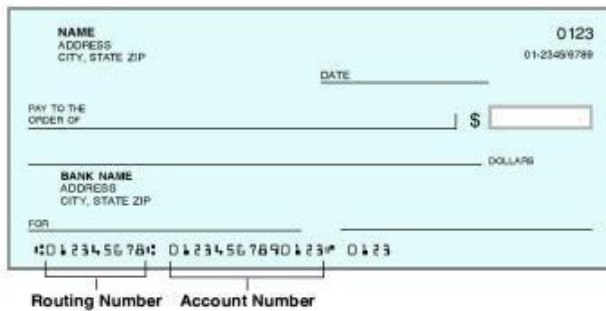 NAME 0123
ADDRESS 01-2345/6789
CITY, STATE ZIP
DATE
PAY TO THE
ORDER OF $
DOLLARS
BANK NAME
ADDRESS
CITY, STATE ZIP
FOR
⑆012345678⑆ 01234567890123⑈ 0123
Routing Number Account Number